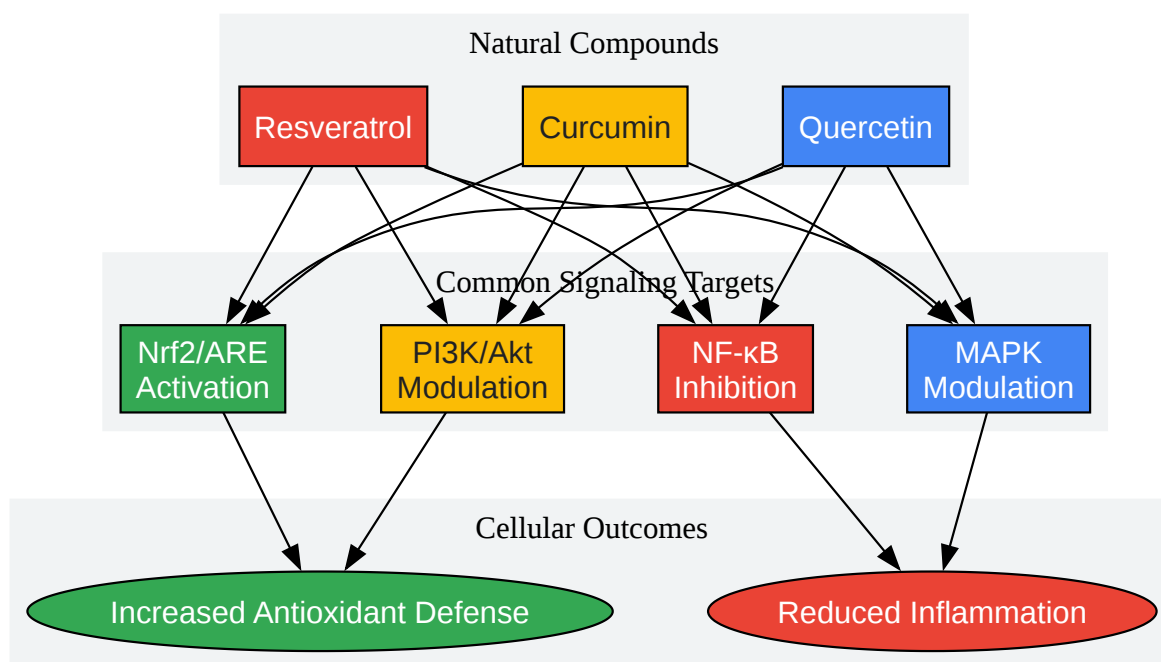 Natural Compounds
Resveratrol
Curcumin
Quercetin
Common Signaling Targets
Nrf2/ARE
Activation
PI3K/Akt
Modulation
NF-κB
Inhibition
MAPK
Modulation
Cellular Outcomes
Increased Antioxidant Defense
Reduced Inflammation